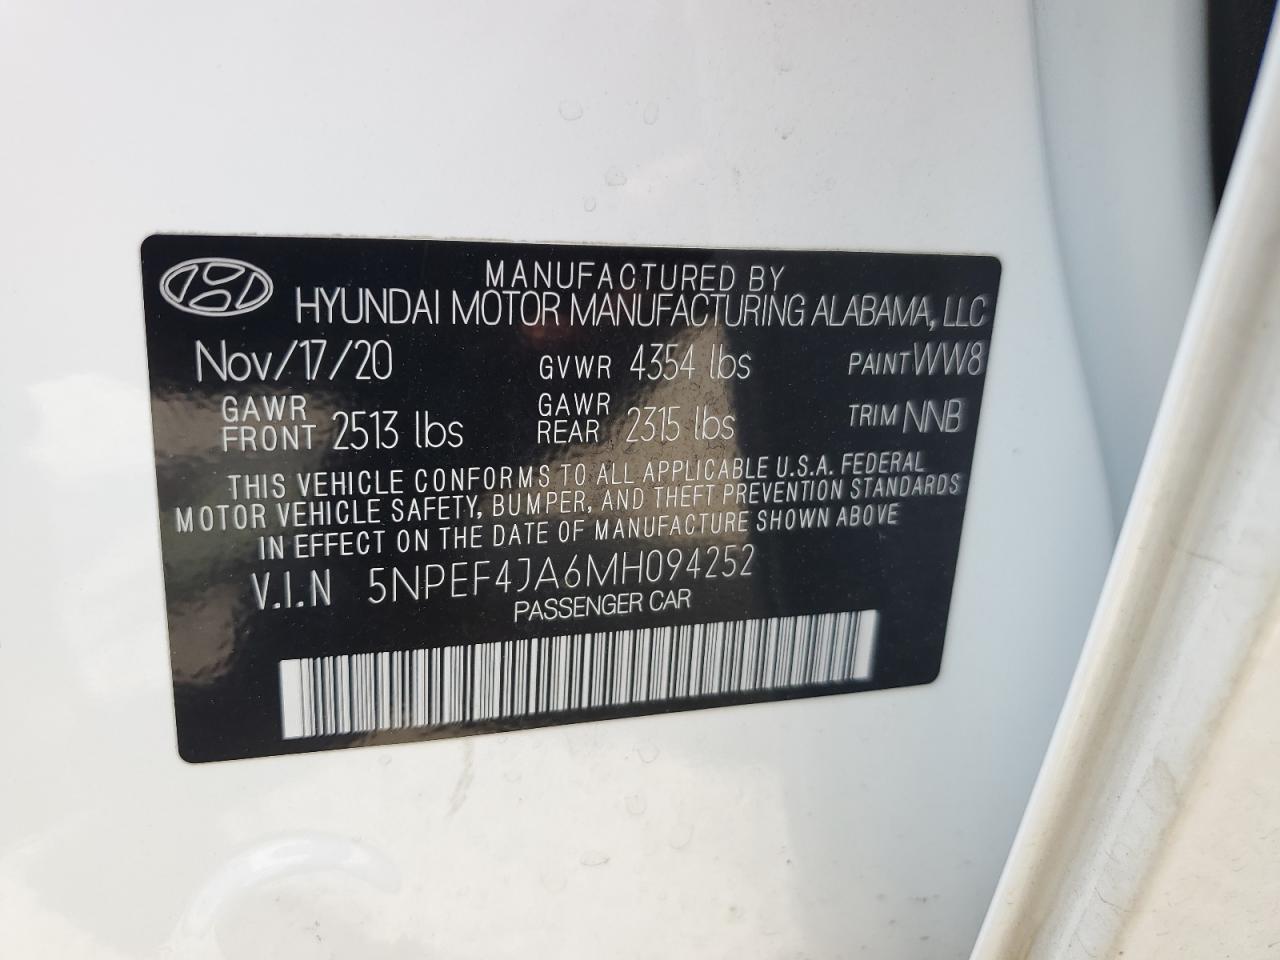 MANUFACTURED BY
HYUNDAI MOTOR MANUFACTURING ALABAMA, LLC
Nov/17/20 GVWR 4354 lbs PAINT WW8
GAWR FRONT 2513 lbs GAWR REAR 2315 lbs TRIM NNB
THIS VEHICLE CONFORMS TO ALL APPLICABLE U.S.A. FEDERAL
MOTOR VEHICLE SAFETY, BUMPER, AND THEFT PREVENTION STANDARDS
IN EFFECT ON THE DATE OF MANUFACTURE SHOWN ABOVE
V.I.N 5NPEF4JA6MH094252
PASSENGER CAR